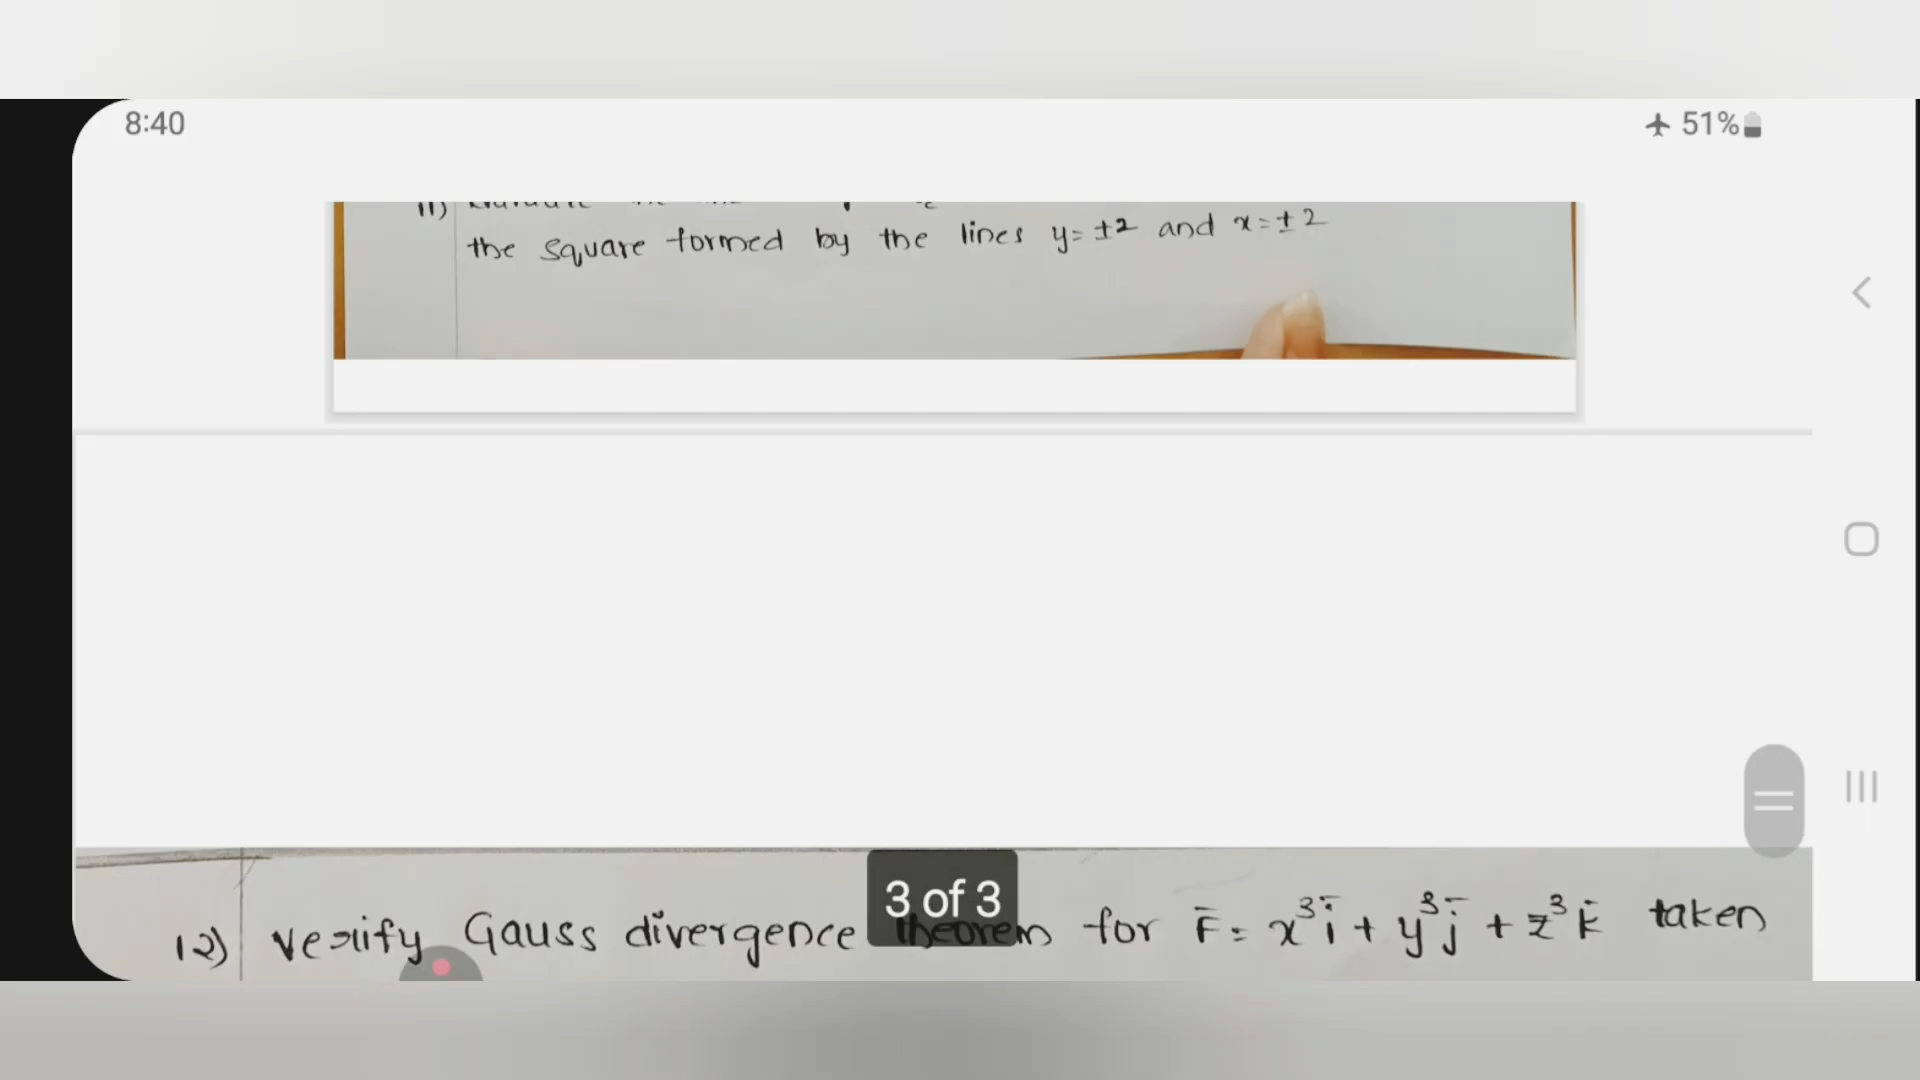 8:40
51%
11)
the square formed by the lines y=±2 and x=±2
3 of 3
12) Verify Gauss divergence theorem for F̄= x³ī + y³j̄ + z³k̄ taken